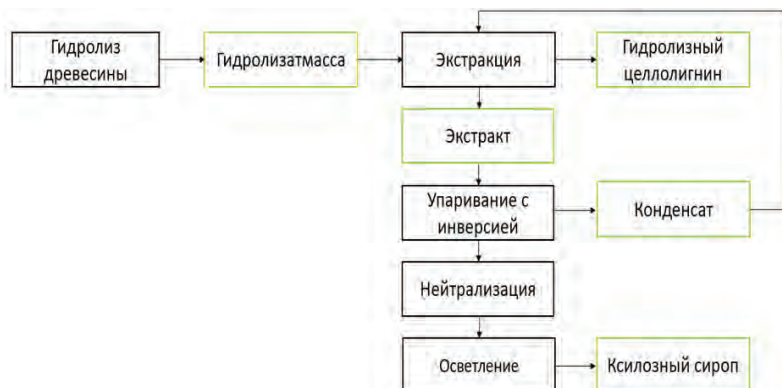 Гидролиз
древесины
Гидролизатмасса
Экстракция
Гидролизный
целлолигнин
Экстракт
Упаривание с
инверсией
Конденсат
Нейтрализация
Осветление
Ксилозный сироп